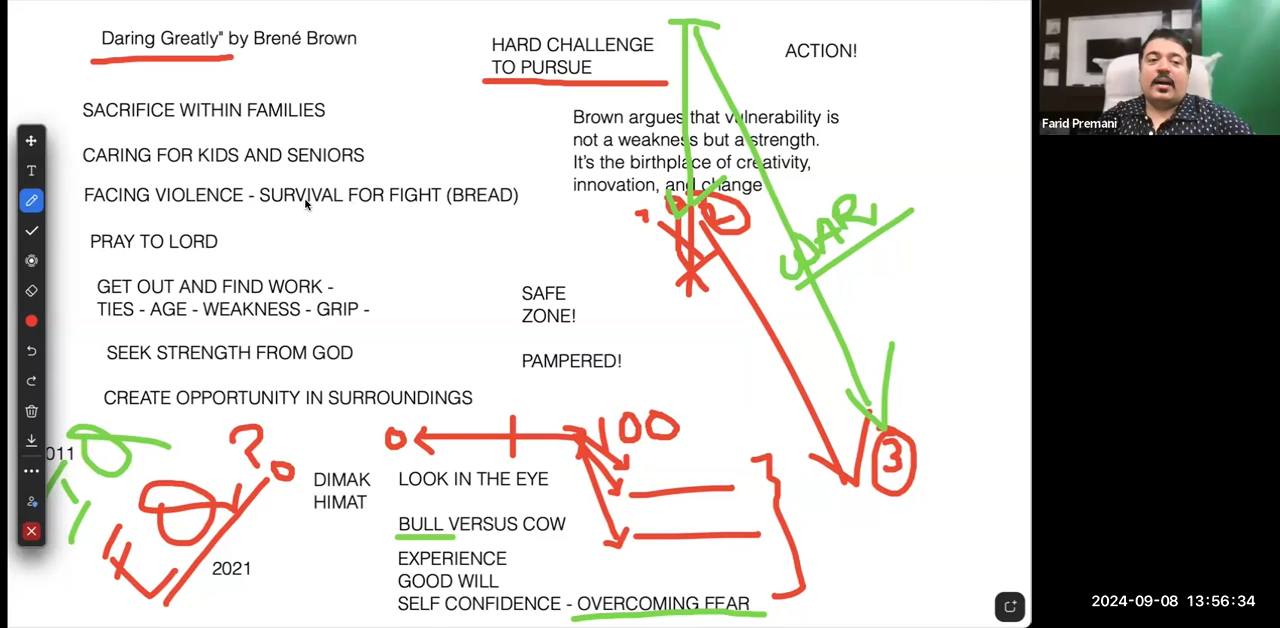 Daring Greatly" by Brené Brown
HARD CHALLENGE
TO PURSUE
ACTION!
Farid Premani
SACRIFICE WITHIN FAMILIES
Brown argues that vulnerability is
not a weakness but a strength.
It's the birthplace of creativity,
innovation, and change
CARING FOR KIDS AND SENIORS
FACING VIOLENCE - SURVIVAL FOR FIGHT (BREAD)
2
WAR
PRAY TO LORD
GET OUT AND FIND WORK -
TIES - AGE - WEAKNESS - GRIP -
SAFE
ZONE!
SEEK STRENGTH FROM GOD
PAMPERED!
CREATE OPPORTUNITY IN SURROUNDINGS
0
100
3
011
?
DIMAK
HIMAT
LOOK IN THE EYE
BULL VERSUS COW
EXPERIENCE
GOOD WILL
SELF CONFIDENCE - OVERCOMING FEAR
2021
2024-09-08 13:56:34